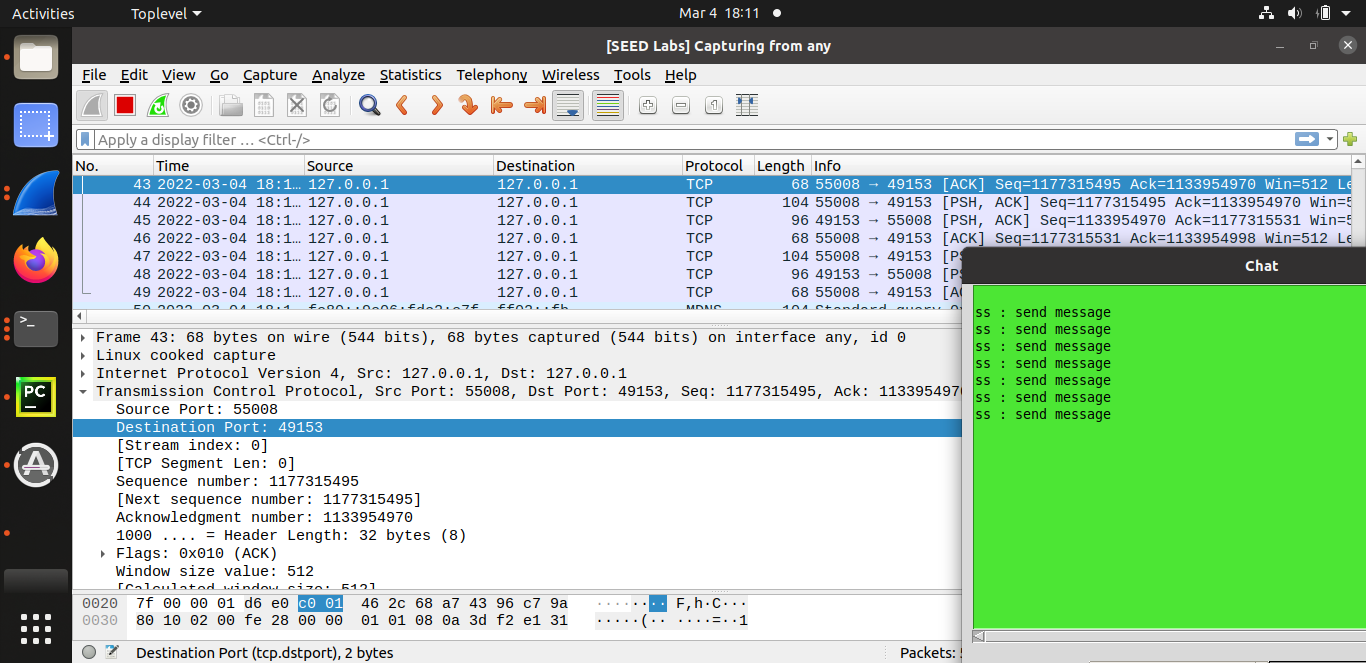 Activities Toplevel Mar 4 18:11
[SEED Labs] Capturing from any
File Edit View Go Capture Analyze Statistics Telephony Wireless Tools Help
Apply a display filter … <Ctrl-/>
No. Time Source Destination Protocol Length Info
43 2022-03-04 18:1… 127.0.0.1 127.0.0.1 TCP 68 55008 → 49153 [ACK] Seq=1177315495 Ack=1133954970 Win=512 Le
44 2022-03-04 18:1… 127.0.0.1 127.0.0.1 TCP 104 55008 → 49153 [PSH, ACK] Seq=1177315495 Ack=1133954970 Win=5
45 2022-03-04 18:1… 127.0.0.1 127.0.0.1 TCP 96 49153 → 55008 [PSH, ACK] Seq=1133954970 Ack=1177315531 Win=5
46 2022-03-04 18:1… 127.0.0.1 127.0.0.1 TCP 68 55008 → 49153 [ACK] Seq=1177315531 Ack=1133954998 Win=512 Le
47 2022-03-04 18:1… 127.0.0.1 127.0.0.1 TCP 104 55008 → 49153 [P
48 2022-03-04 18:1… 127.0.0.1 127.0.0.1 TCP 96 49153 → 55008 [P
49 2022-03-04 18:1… 127.0.0.1 127.0.0.1 TCP 68 55008 → 49153 [A
Frame 43: 68 bytes on wire (544 bits), 68 bytes captured (544 bits) on interface any, id 0
Linux cooked capture
Internet Protocol Version 4, Src: 127.0.0.1, Dst: 127.0.0.1
Transmission Control Protocol, Src Port: 55008, Dst Port: 49153, Seq: 1177315495, Ack: 1133954970
Source Port: 55008
Destination Port: 49153
[Stream index: 0]
[TCP Segment Len: 0]
Sequence number: 1177315495
[Next sequence number: 1177315495]
Acknowledgment number: 1133954970
1000 .... = Header Length: 32 bytes (8)
Flags: 0x010 (ACK)
Window size value: 512
[Calculated window size: 512]
0020 7f 00 00 01 d6 e0 c0 01 46 2c 68 a7 43 96 c7 9a ········ F,h·C···
0030 80 10 02 00 fe 28 00 00 01 01 08 0a 3d f2 e1 31 ·····(·· ····=··1
Destination Port (tcp.dstport), 2 bytes
Packets:
Chat
ss : send message
ss : send message
ss : send message
ss : send message
ss : send message
ss : send message
ss : send message
>_
PC